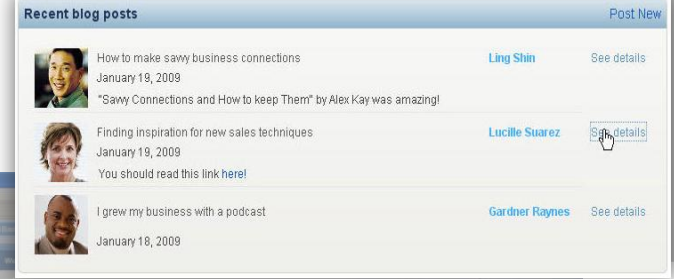 Recent blog posts Post New
How to make savvy business connections Ling Shin See details
January 19, 2009
"Savvy Connections and How to keep Them" by Alex Kay was amazing!
Finding inspiration for new sales techniques Lucille Suarez See details
January 19, 2009
You should read this link here!
I grew my business with a podcast Gardner Raynes See details
January 18, 2009